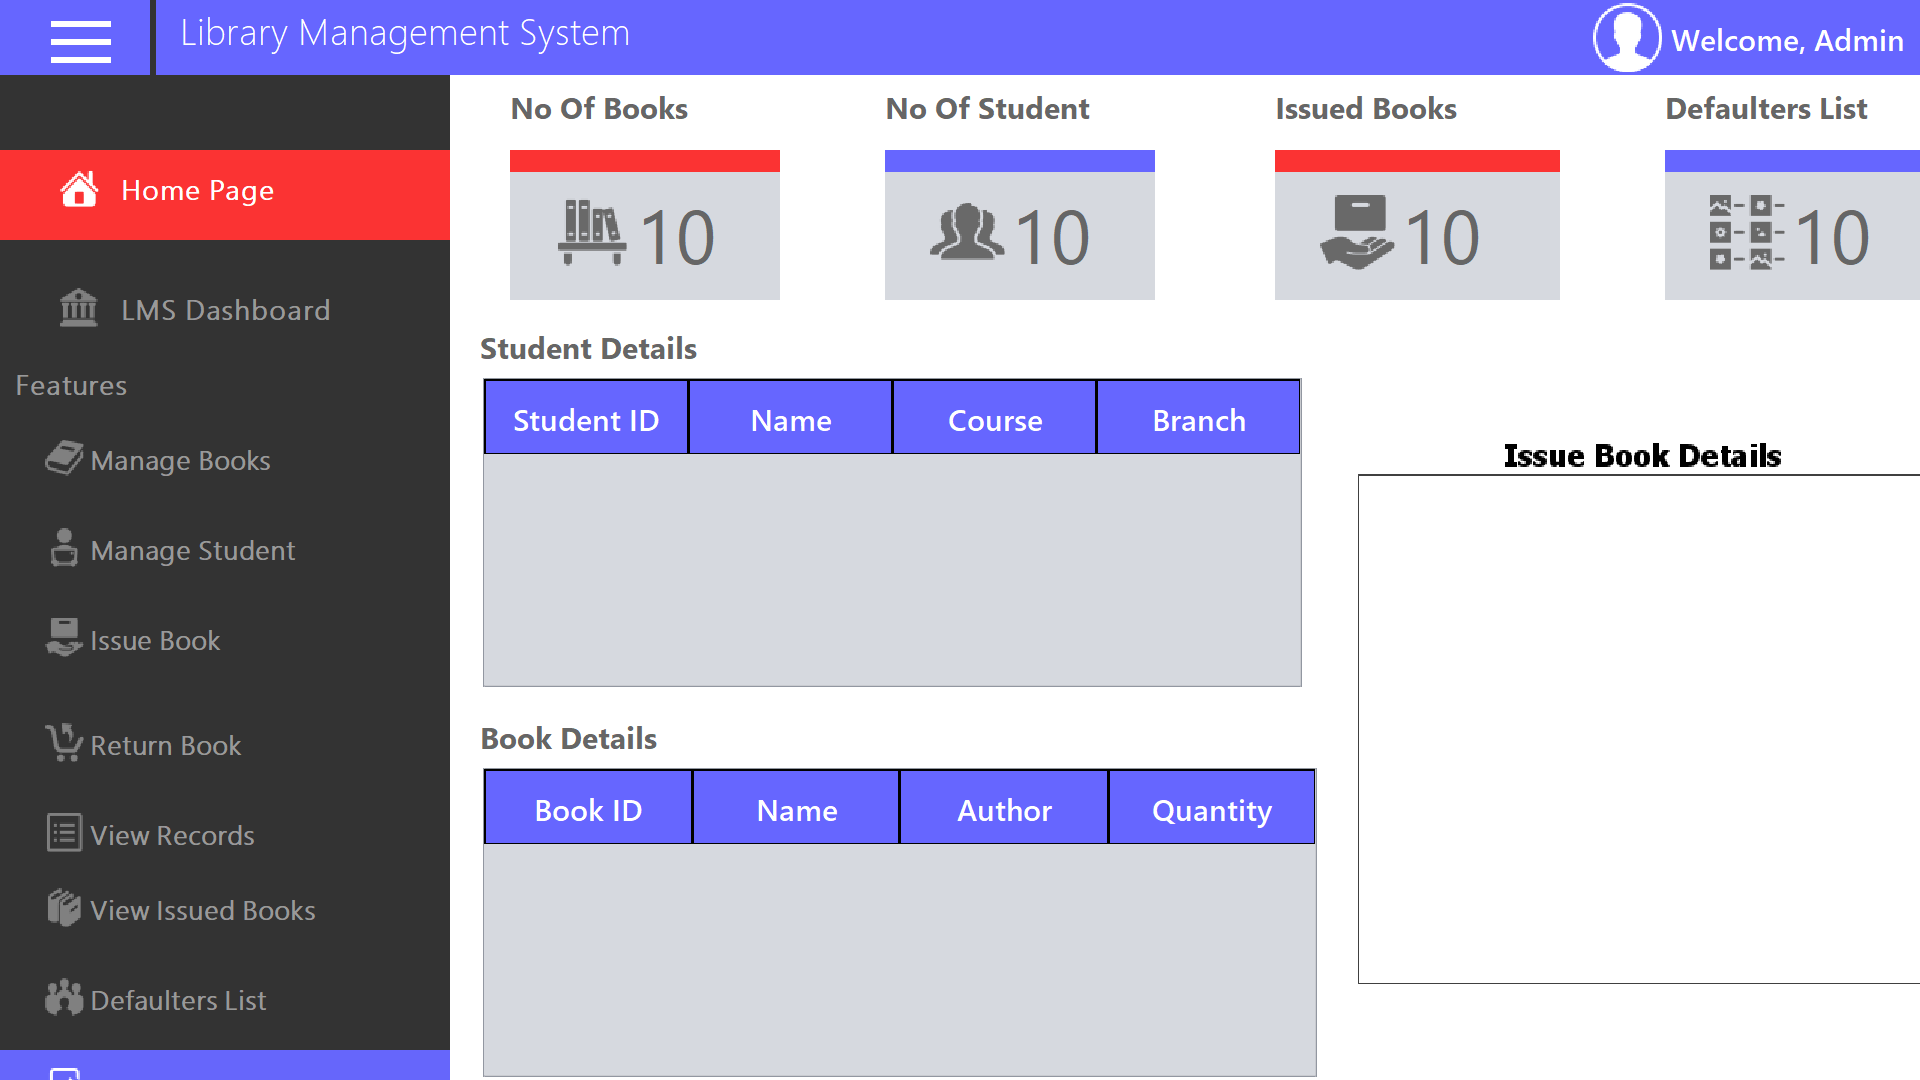 Library Management System
Welcome, Admin
Home Page
LMS Dashboard
Features
Manage Books
Manage Student
Issue Book
Return Book
View Records
View Issued Books
Defaulters List
No Of Books
No Of Student
Issued Books
Defaulters List
10
10
10
10
Student Details
Student ID
Name
Course
Branch
Issue Book Details
Book Details
Book ID
Name
Author
Quantity